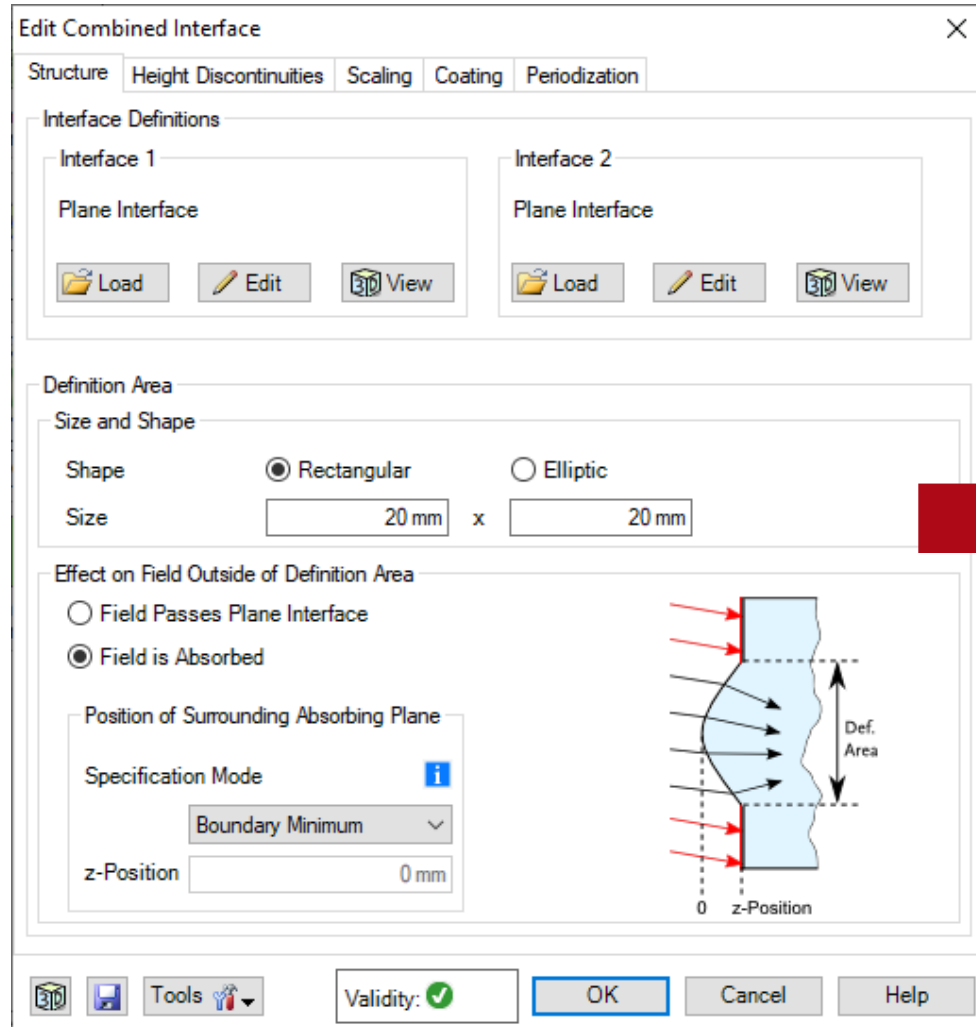 Edit Combined Interface
Structure Height Discontinuities Scaling Coating Periodization
Interface Definitions
Interface 1
Plane Interface
Load Edit 3D View
Interface 2
Plane Interface
Load Edit 3D View
Definition Area
Size and Shape
Shape Rectangular Elliptic
Size 20 mm x 20 mm
Effect on Field Outside of Definition Area
Field Passes Plane Interface
Field is Absorbed
Position of Surrounding Absorbing Plane
Specification Mode i
Boundary Minimum
z-Position 0 mm
Def.
Area
0 z-Position
3D Tools Validity: OK Cancel Help